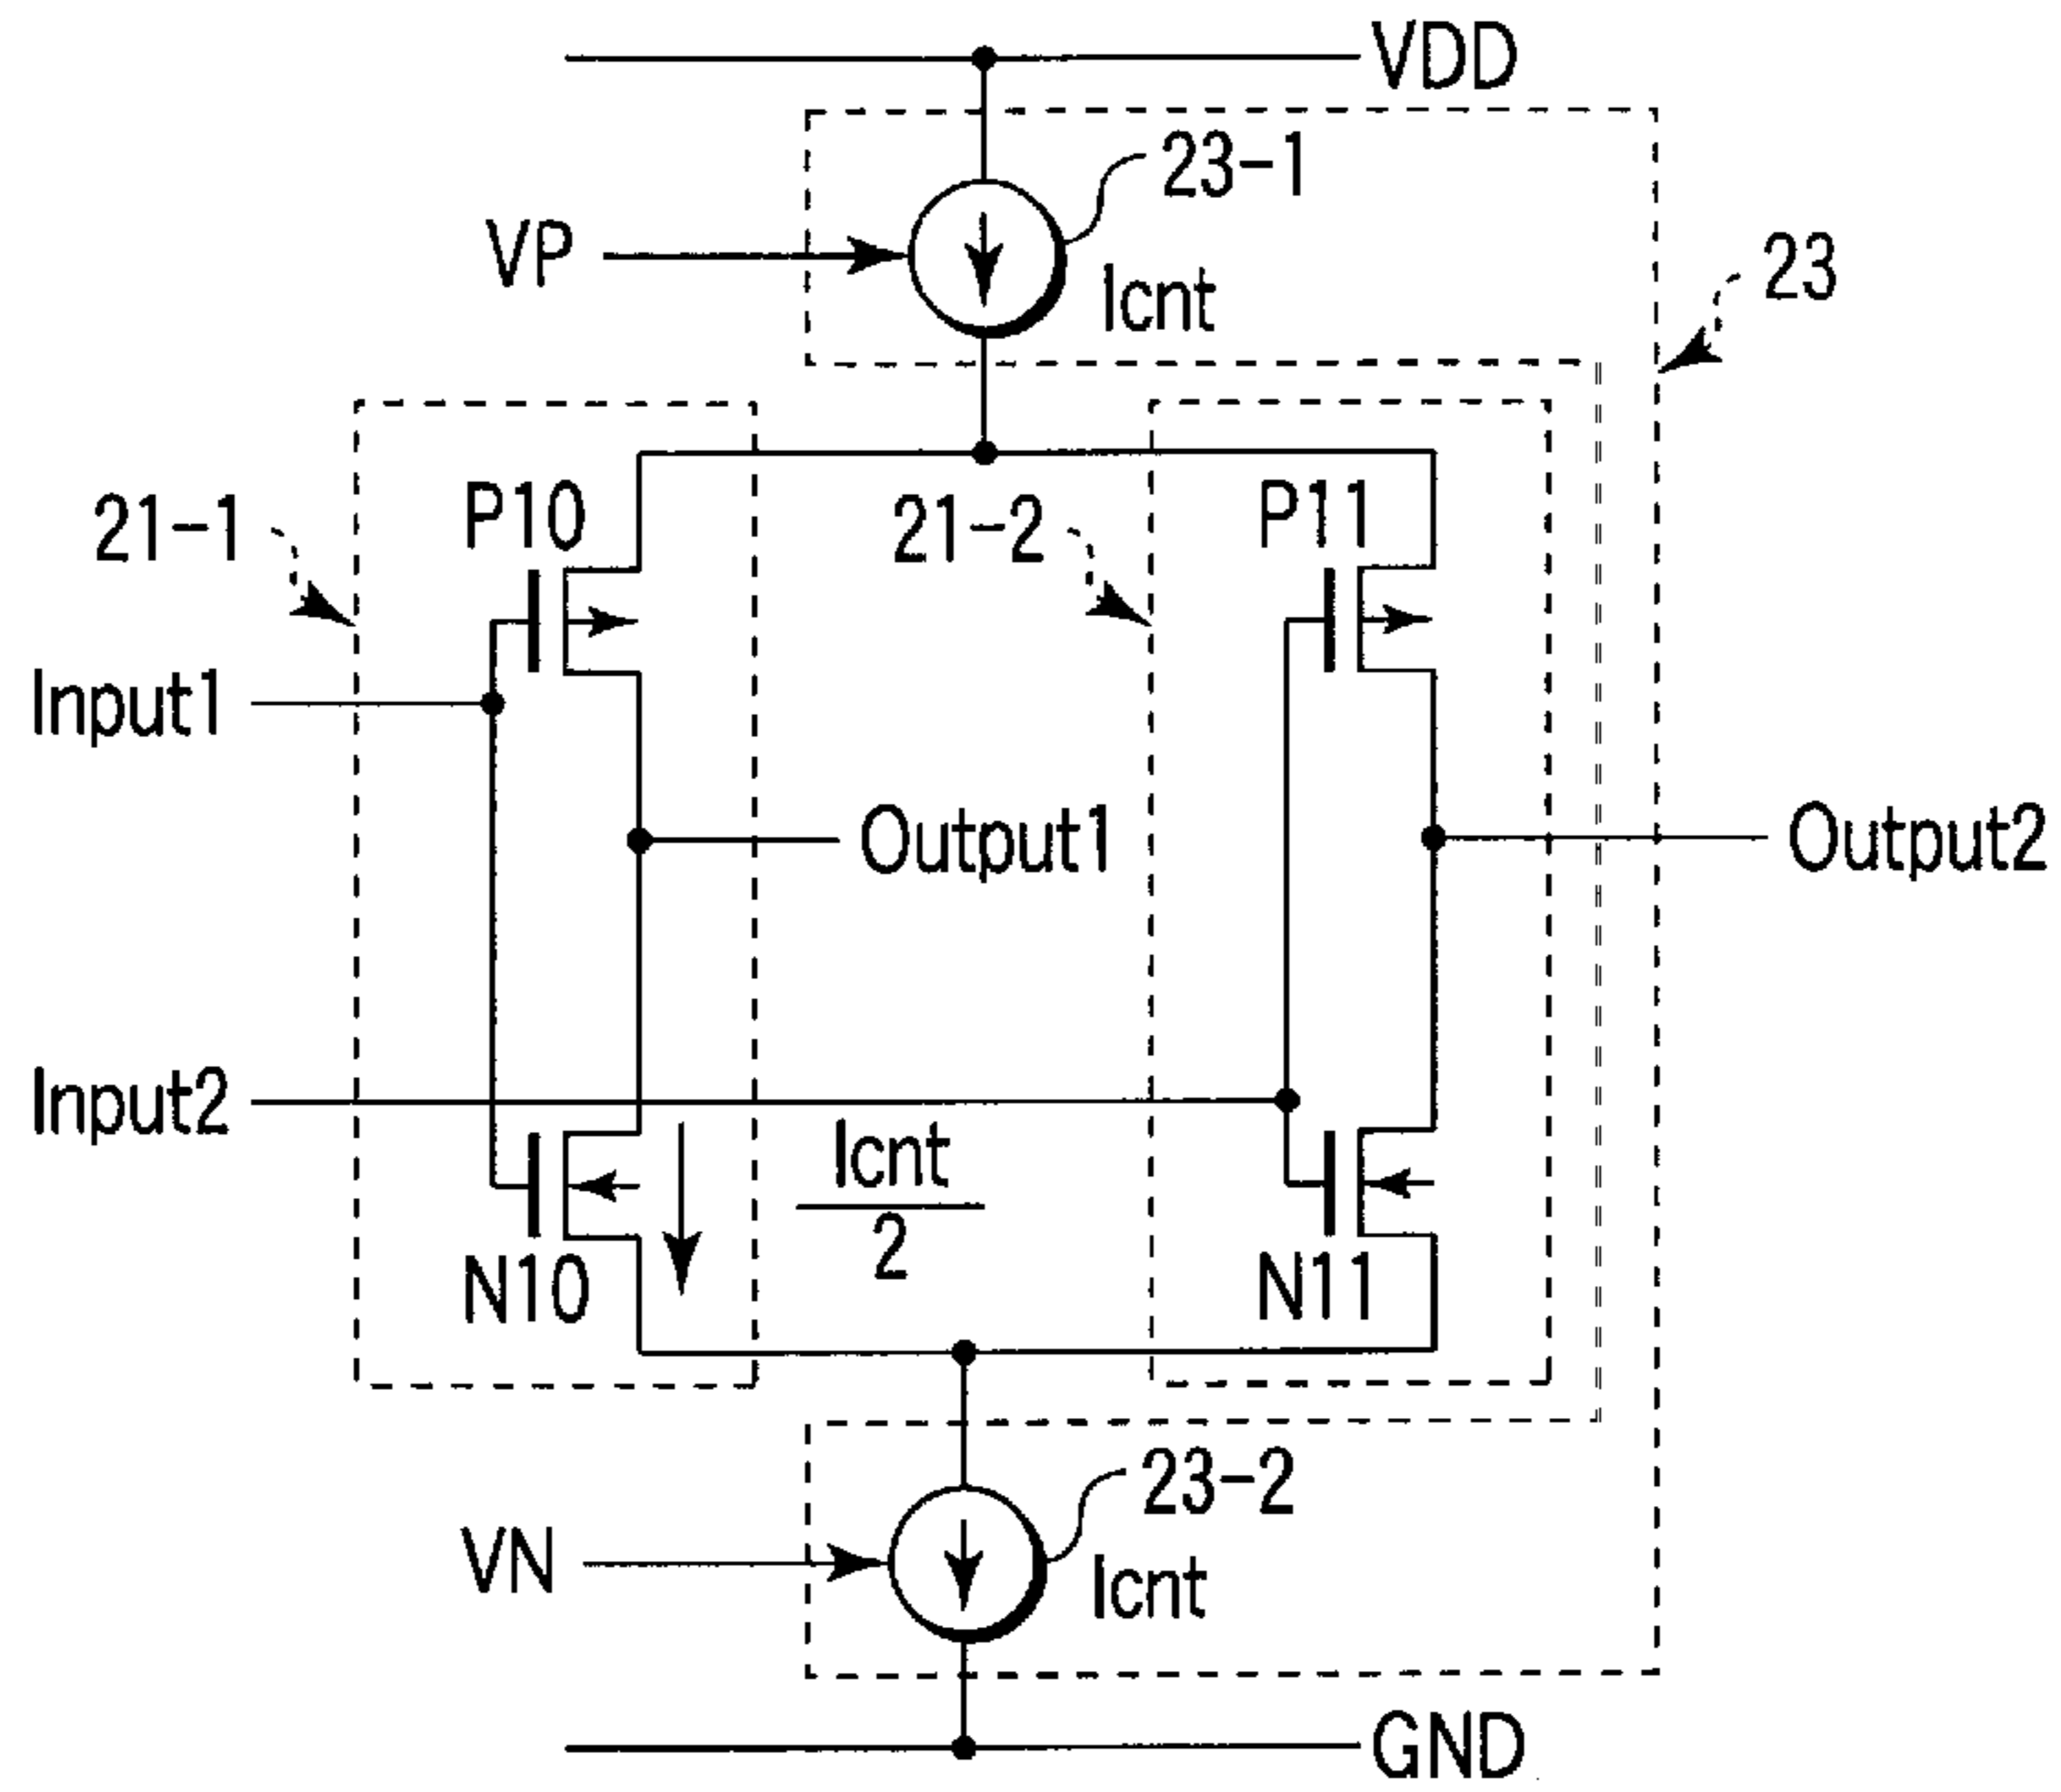 VDD
23-1
VP
23
Icnt
P10
21-1
21-2
P11
Input1
Output1
Output2
Input2
Icnt
2
N10
N11
23-2
VN
Icnt
GND